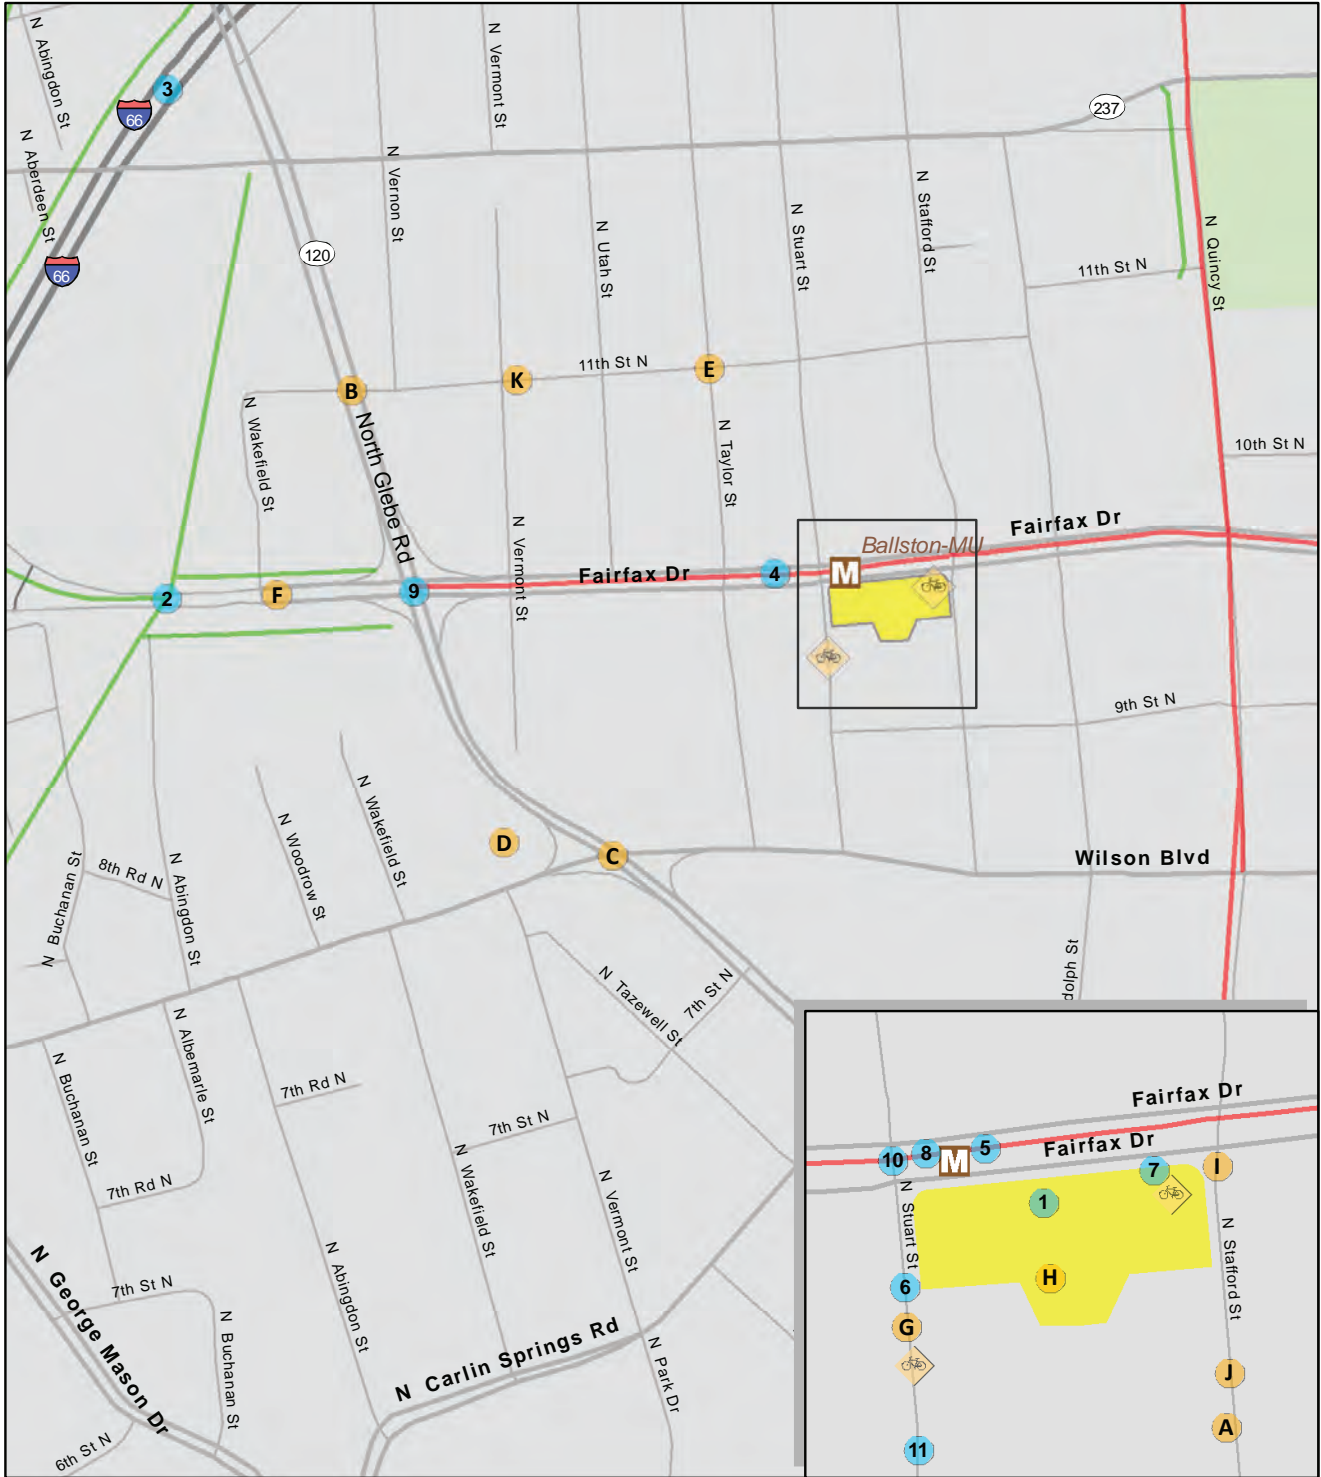 N Abingdon St
N Vermont St
3
66
237
N Aberdeen St
N Vernon St
N Stafford St
N Utah St
N Stuart St
N Quincy St
120
66
11th St N
11th St N
B
K
E
N Wakefield St
North Glebe Rd
N Taylor St
10th St N
N Vermont St
Fairfax Dr
Ballston-MU
M
Fairfax Dr
4
2
F
9
9th St N
N Wakefield St
N Woodrow St
D
C
Wilson Blvd
N Buchanan St
8th Rd N
N Abingdon St
dolph St
N Tazewell St
7th St N
N Albemarle St
N Buchanan St
7th Rd N
7th St N
N Wakefield St
N Vermont St
7th Rd N
N Abingdon St
7th St N
N Buchanan St
N George Mason Dr
N Carlin Springs Rd
N Park Dr
6th St N
Fairfax Dr
Fairfax Dr
10
8
M
5
7
I
1
N Stuart St
N Stafford St
H
6
G
J
A
11